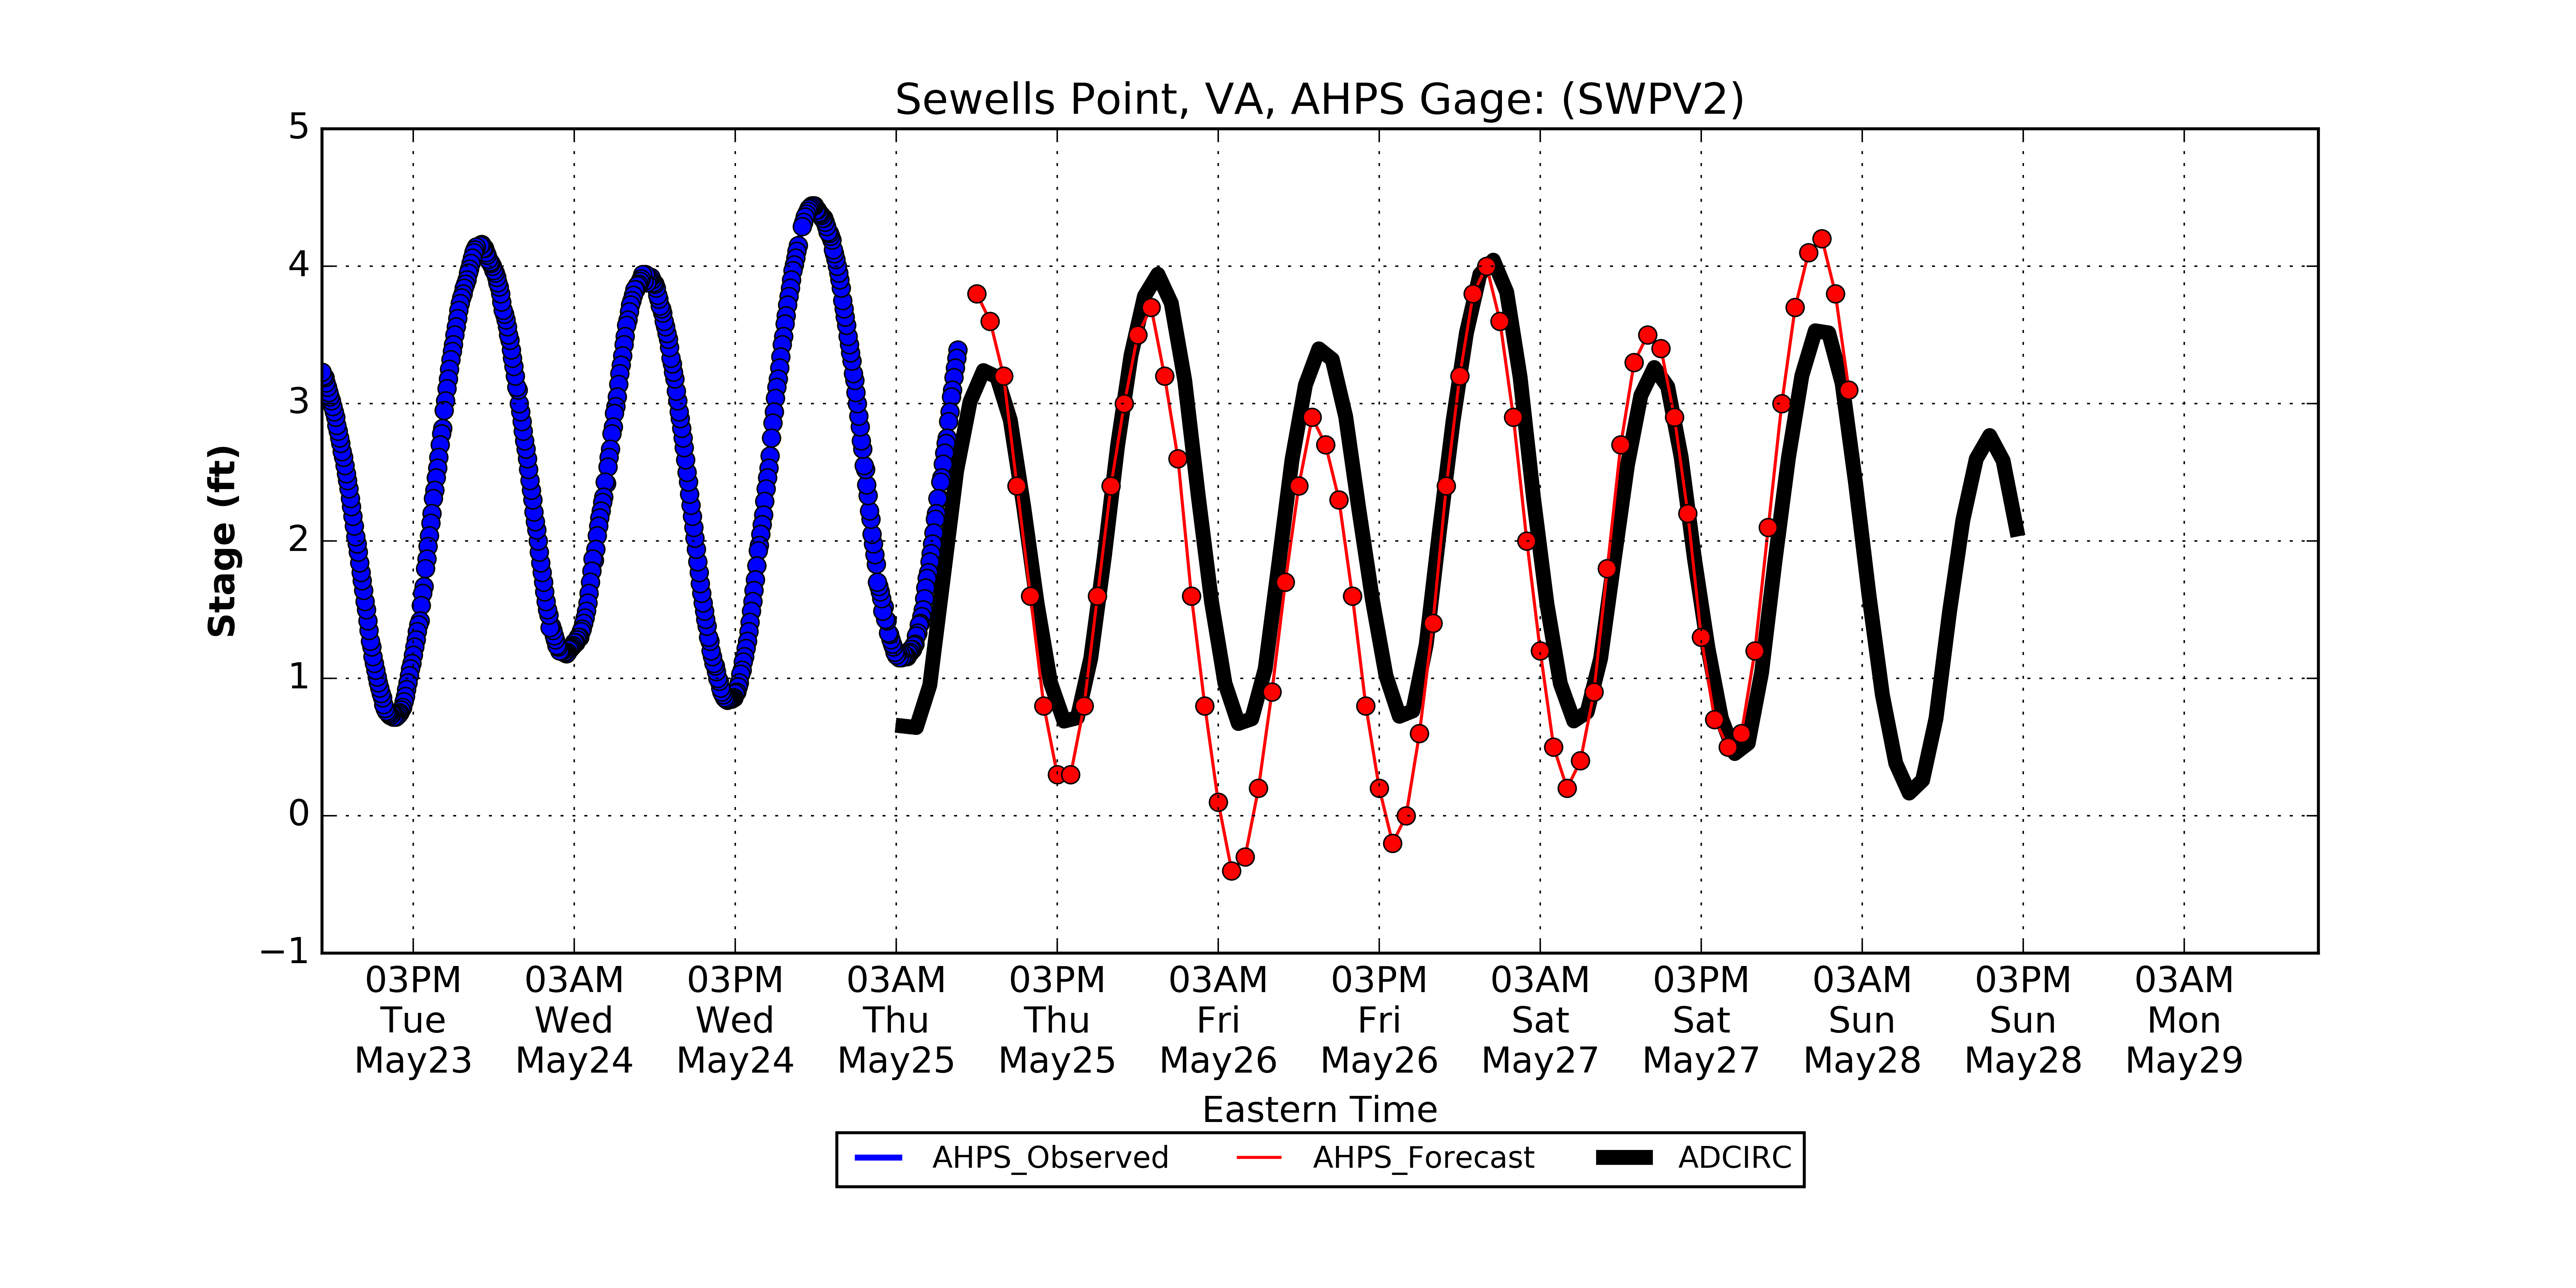 Sewells Point, VA, AHPS Gage: (SWPV2)
5
4
3
2
1
0
−1
Stage (ft)
03PM 03AM 03PM 03AM 03PM 03AM 03PM 03AM 03PM 03AM 03PM 03AM
Tue Wed Wed Thu Thu Fri Fri Sat Sat Sun Sun Mon
May23 May24 May24 May25 May25 May26 May26 May27 May27 May28 May28 May29
Eastern Time
AHPS_Observed AHPS_Forecast ADCIRC